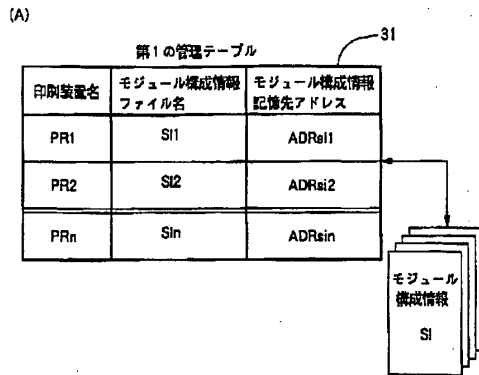 (A)
第1の管理テーブル
31
印刷装置名 モジュール構成情報ファイル名 モジュール構成情報記憶先アドレス
PR1 SI1 ADRsi1
PR2 SI2 ADRsi2
PRn SIn ADRsin
モジュール
構成情報
SI